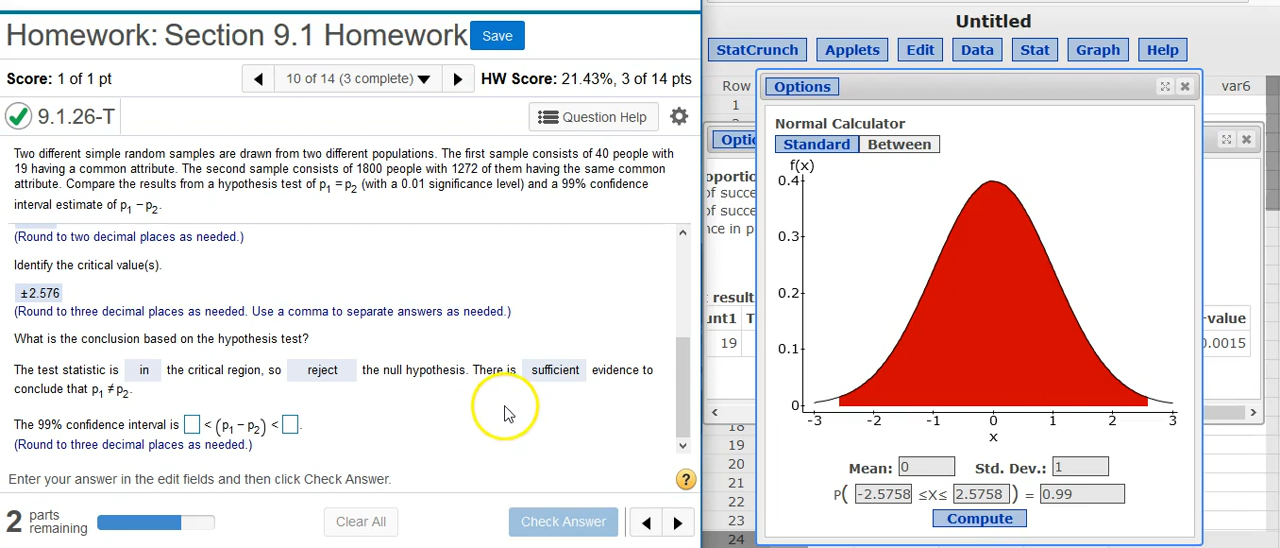 Homework: Section 9.1 Homework
Save
Score: 1 of 1 pt
10 of 14 (3 complete)
HW Score: 21.43%, 3 of 14 pts
9.1.26-T
Question Help
Two different simple random samples are drawn from two different populations. The first sample consists of 40 people with
19 having a common attribute. The second sample consists of 1800 people with 1272 of them having the same common
attribute. Compare the results from a hypothesis test of p1 = p2 (with a 0.01 significance level) and a 99% confidence
interval estimate of p1 − p2.
(Round to two decimal places as needed.)
Identify the critical value(s).
±2.576
(Round to three decimal places as needed. Use a comma to separate answers as needed.)
What is the conclusion based on the hypothesis test?
The test statistic is in the critical region, so reject the null hypothesis. There is sufficient evidence to
conclude that p1 ≠ p2.
The 99% confidence interval is < (p1 − p2) < .
(Round to three decimal places as needed.)
Enter your answer in the edit fields and then click Check Answer.
?
2 parts
remaining
Clear All
Check Answer
Untitled
StatCrunch Applets Edit Data Stat Graph Help
Row
var6
1
Options
Normal Calculator
Standard Between
f(x)
0.4
0.3
0.2
0.1
0
-3 -2 -1 0 1 2 3
x
Mean: 0 Std. Dev.: 1
P( -2.5758 ≤X≤ 2.5758 ) = 0.99
Compute
Optio
oportio
of succe
of succe
nce in p
result
unt1 T
-value
19
0.0015
18
19
20
21
22
23
24